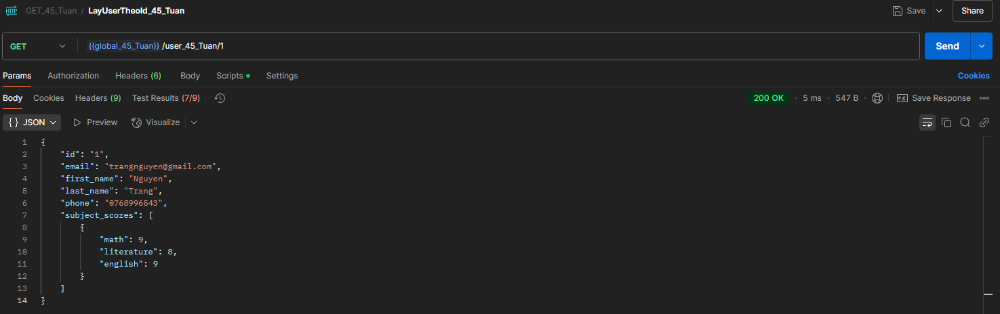 HTTP GET_45_Tuan / LayUserTheoId_45_Tuan Save Share
GET {{global_45_Tuan}} /user_45_Tuan/1 Send
Params Authorization Headers (6) Body Scripts Settings Cookies
Body Cookies Headers (9) Test Results (7/9) 200 OK • 5 ms • 547 B e.g. Save Response
{} JSON Preview Visualize
1 {
2 "id": "1",
3 "email": "trangnguyen@gmail.com",
4 "first_name": "Nguyen",
5 "last_name": "Trang",
6 "phone": "0768996543",
7 "subject_scores": [
8 {
9 "math": 9,
10 "literature": 8,
11 "english": 9
12 }
13 ]
14 }